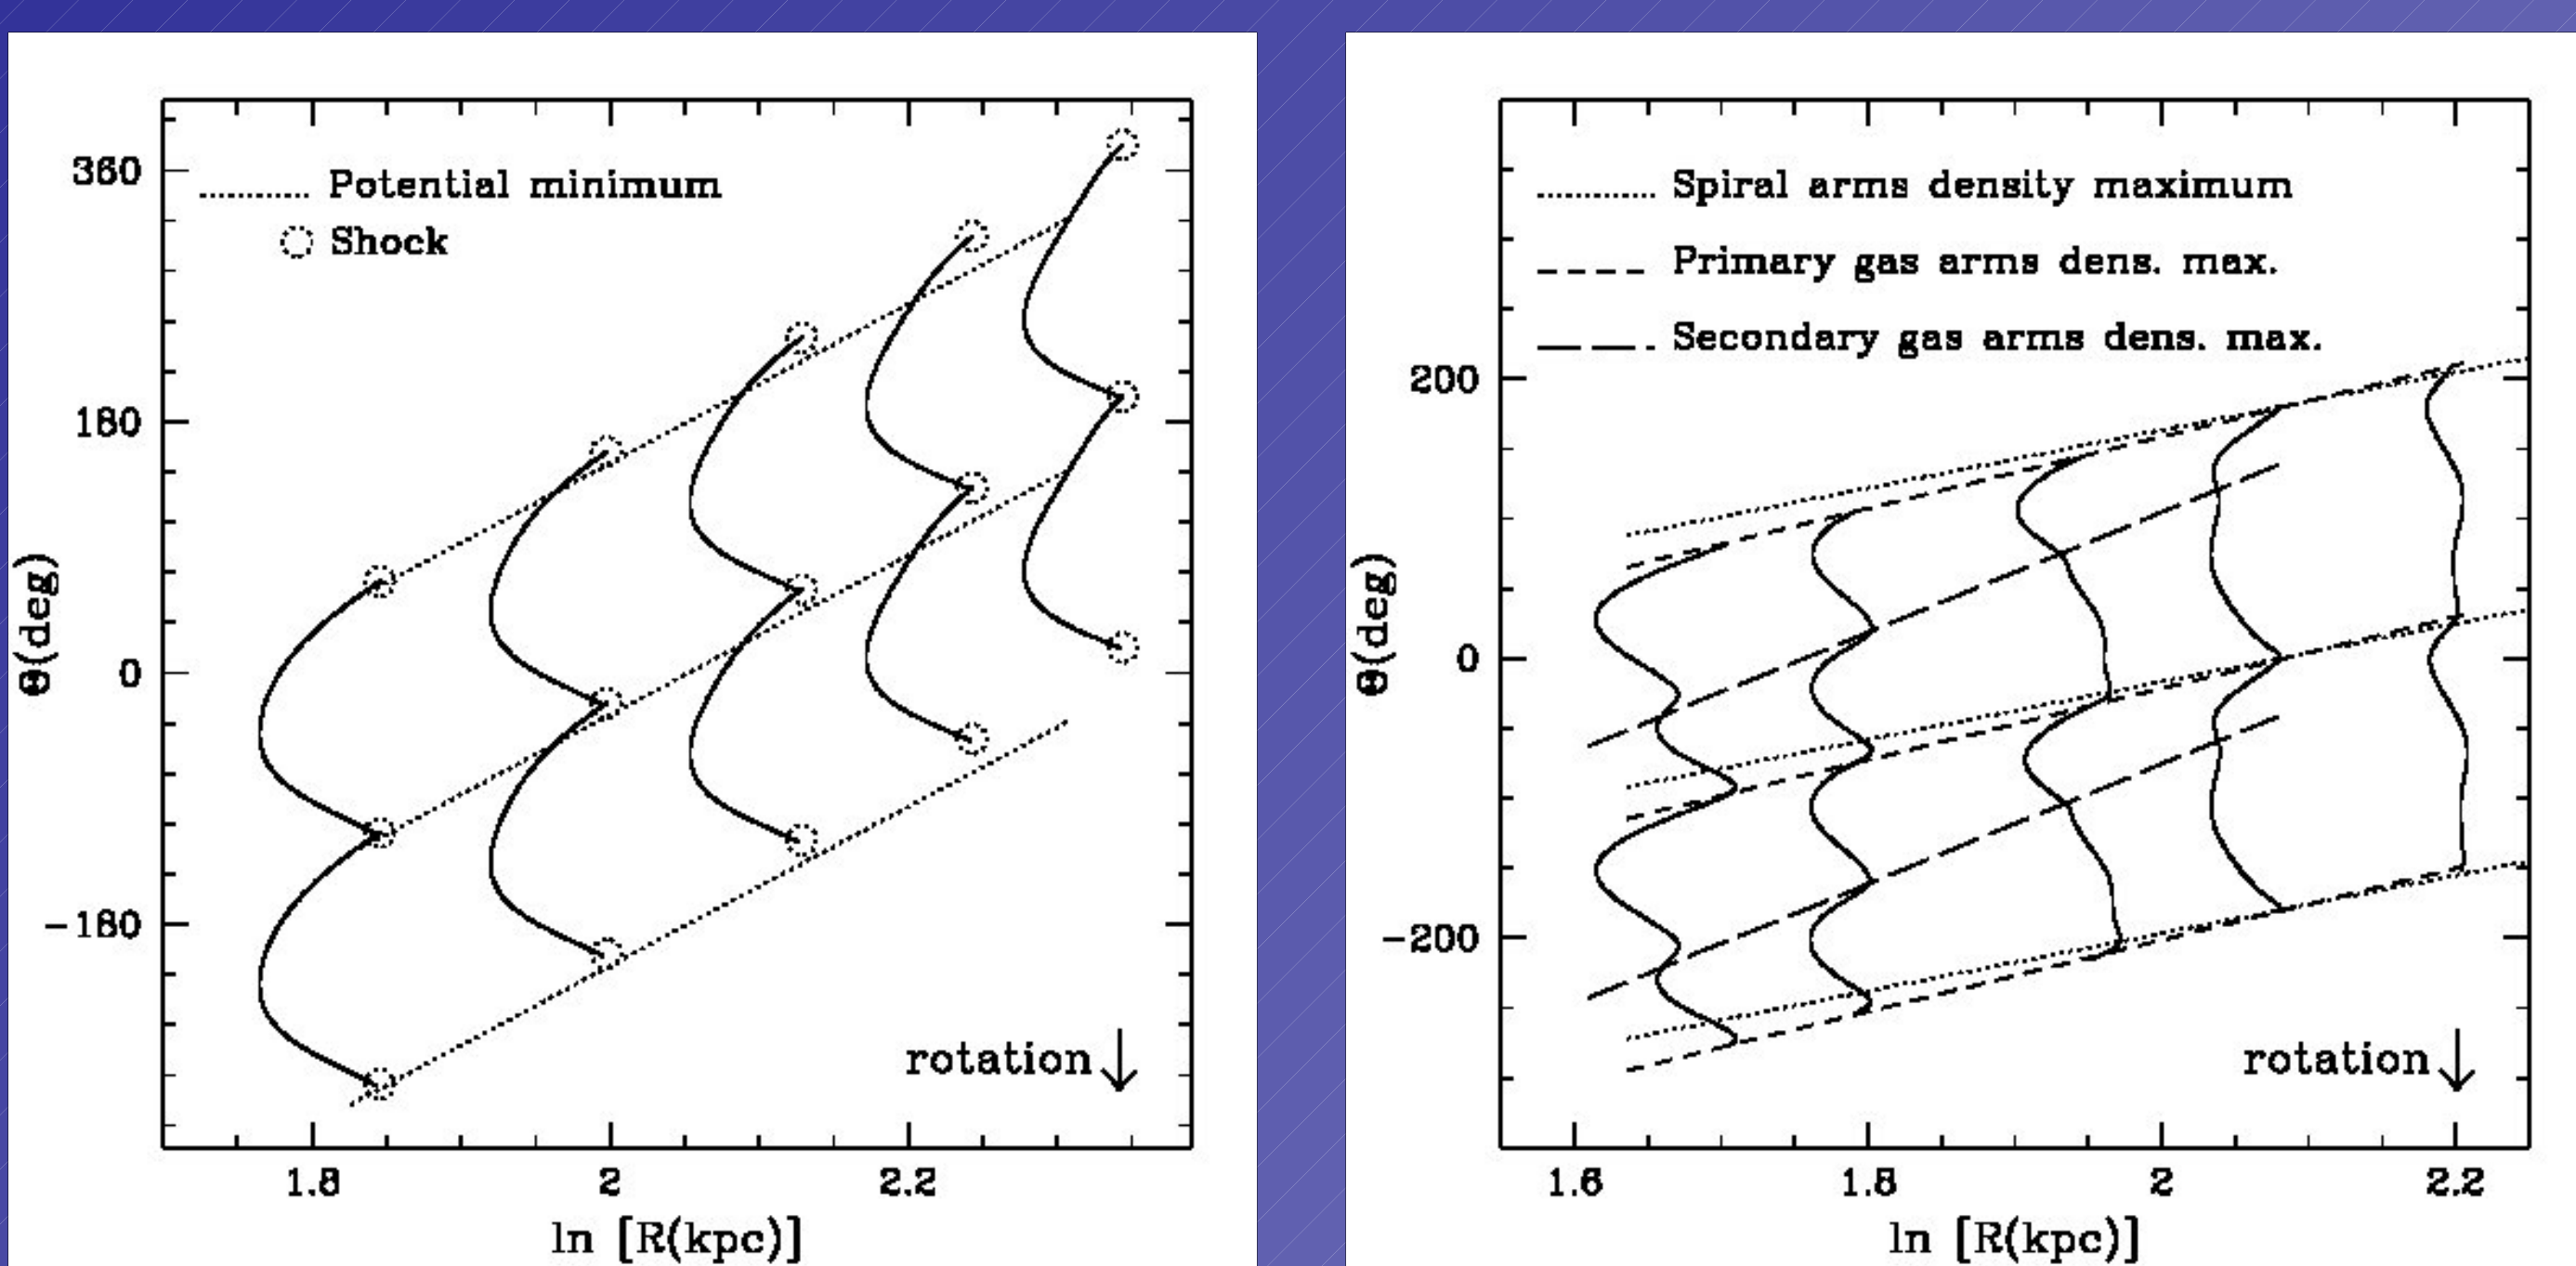 360
180
0
-180
Θ(deg)
Potential minimum
Shock
rotation
1.8
2
2.2
ln [R(kpc)]
200
0
-200
Θ(deg)
Spiral arms density maximum
Primary gas arms dens. max.
Secondary gas arms dens. max.
rotation
1.6
1.8
2
2.2
ln [R(kpc)]